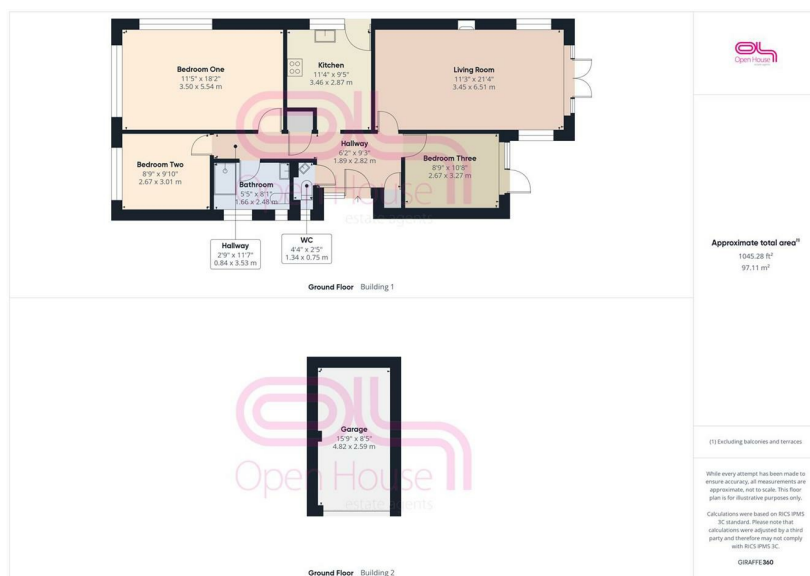 Bedroom One
11'5" x 18'2"
3.50 x 5.54 m
Kitchen
11'4" x 9'5"
3.46 x 2.87 m
Living Room
11'3" x 21'4"
3.45 x 6.51 m
Hallway
6'2" x 9'3"
1.89 x 2.82 m
Bedroom Two
8'9" x 9'10"
2.67 x 3.01 m
Bathroom
5'5" x 8'1"
1.66 x 2.48 m
Bedroom Three
8'9" x 10'8"
2.67 x 3.27 m
Hallway
2'9" x 11'7"
0.84 x 3.53 m
WC
4'4" x 2'5"
1.34 x 0.75 m
Open House
estate agents
Ground Floor Building 1
Garage
15'9" x 8'5"
4.82 x 2.59 m
Open House
estate agents
Ground Floor Building 2
Open House
Approximate total area(1)
1045.28 ft²
97.11 m²
(1) Excluding balconies and terraces
While every attempt has been made to
ensure accuracy, all measurements are
approximate, not to scale. This floor
plan is for illustrative purposes only.
Calculations were based on RICS IPMS
3C standard. Please note that
calculations were adjusted by a third
party and therefore may not comply
with RICS IPMS 3C.
GIRAFFE360